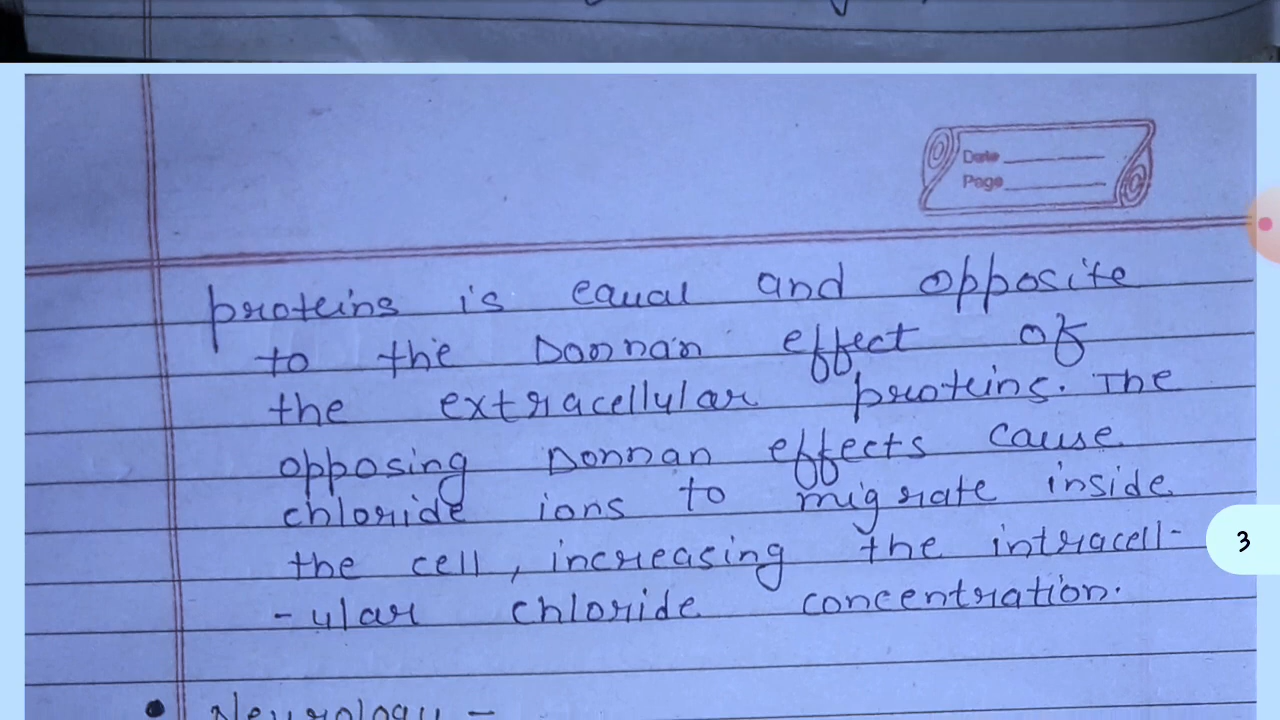 Date
Page
proteins is equal and opposite
to the Donnan effect of
the extracellular proteins. The
opposing Donnan effects cause
chloride ions to migrate inside
the cell, increasing the intracell-
-ular chloride concentration.
3
• Neurology -